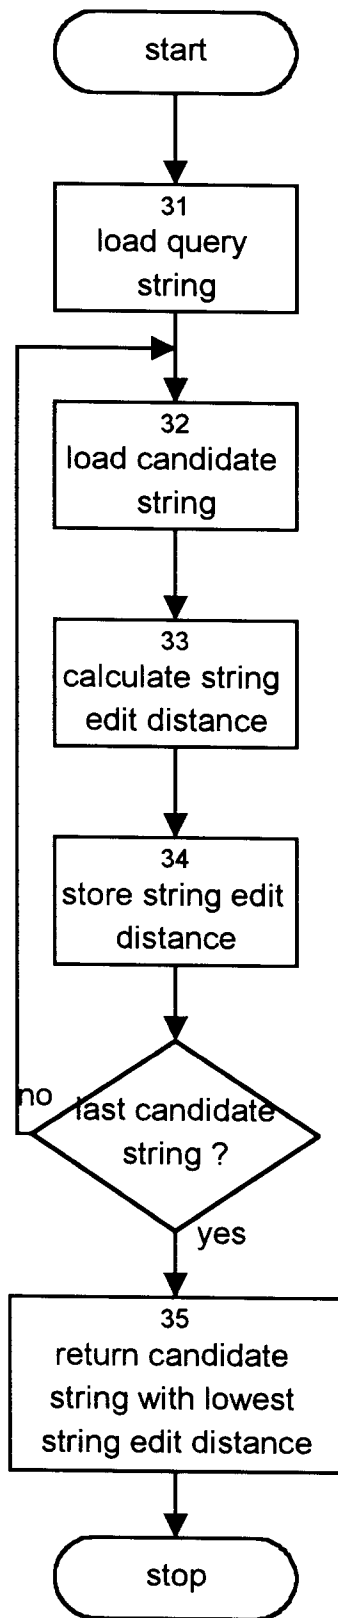 start
31
load query
string
32
load candidate
string
33
calculate string
edit distance
34
store string edit
distance
no
last candidate
string ?
yes
35
return candidate
string with lowest
string edit distance
stop